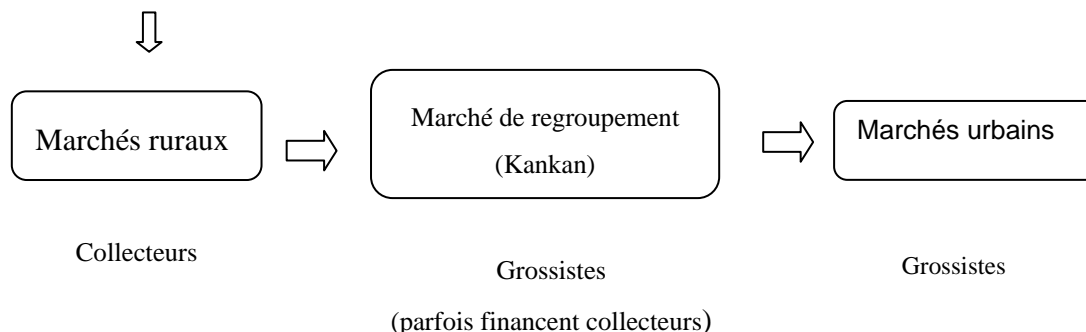 Marchés ruraux
Marché de regroupement
(Kankan)
Marchés urbains
Collecteurs
Grossistes
(parfois financent collecteurs)
Grossistes